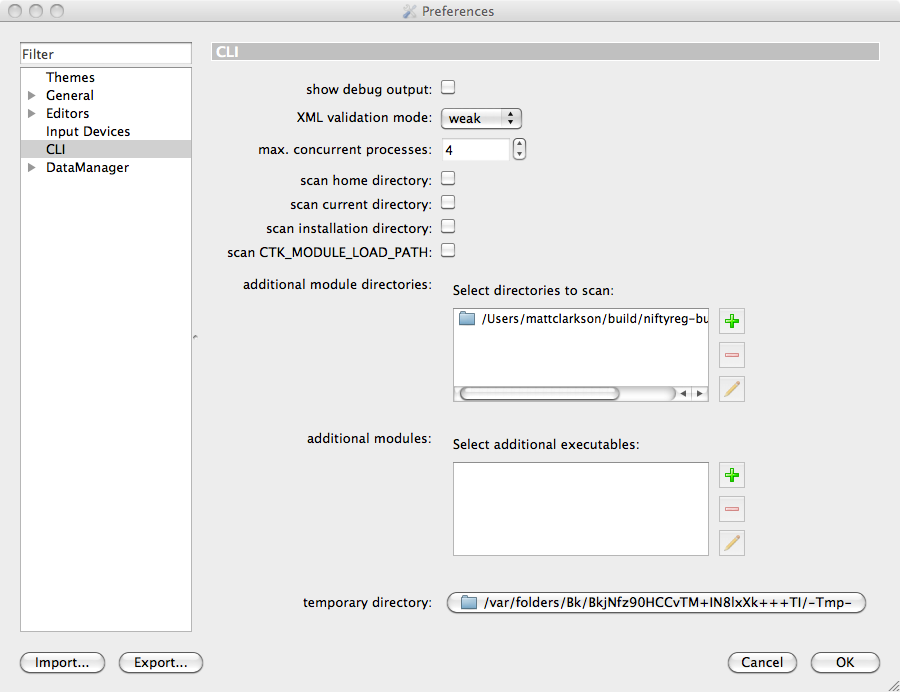 Preferences
Filter
Themes
General
Editors
Input Devices
CLI
DataManager
CLI
show debug output:
XML validation mode: weak
max. concurrent processes: 4
scan home directory:
scan current directory:
scan installation directory:
scan CTK_MODULE_LOAD_PATH:
additional module directories: Select directories to scan:
/Users/mattclarkson/build/niftyreg-bu
additional modules: Select additional executables:
temporary directory: /var/folders/Bk/BkjNfz90HCCvTM+IN8lxXk+++TI/-Tmp-
Import... Export... Cancel OK